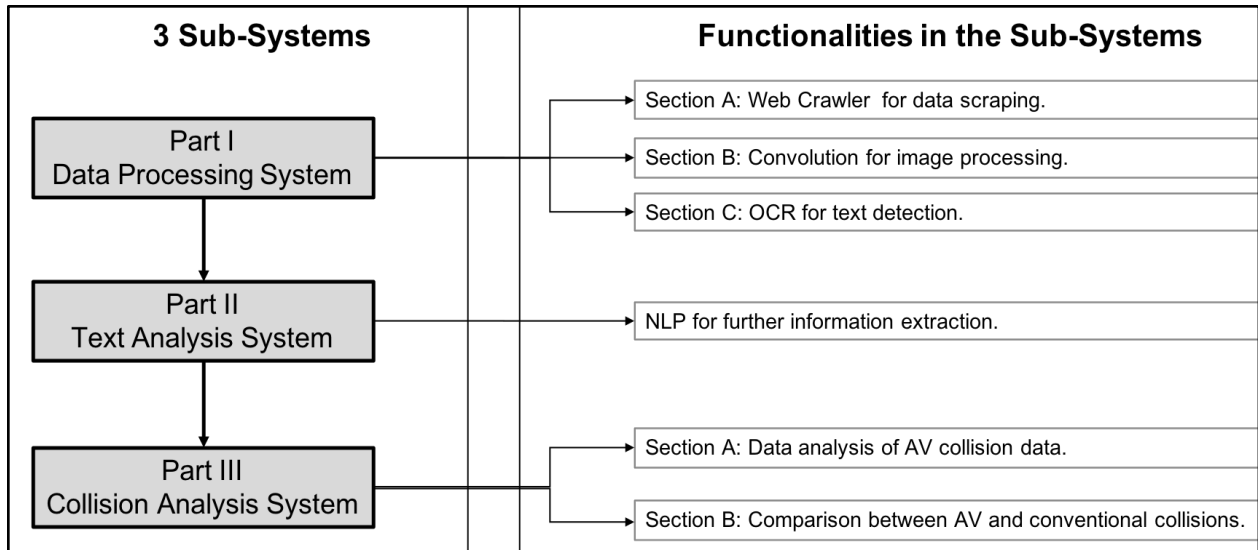 3 Sub-Systems
Functionalities in the Sub-Systems
Part I
Data Processing System
Section A: Web Crawler for data scraping.
Section B: Convolution for image processing.
Section C: OCR for text detection.
Part II
Text Analysis System
NLP for further information extraction.
Part III
Collision Analysis System
Section A: Data analysis of AV collision data.
Section B: Comparison between AV and conventional collisions.